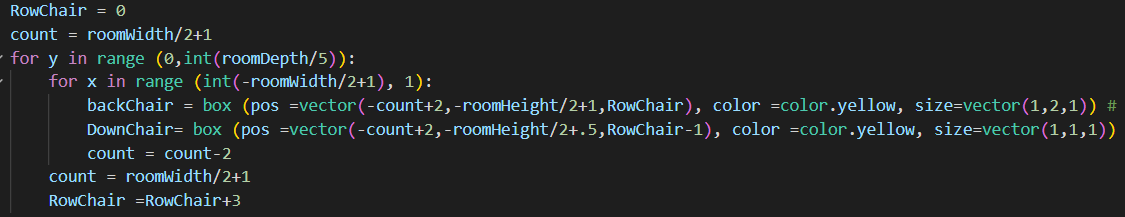 RowChair = 0
count = roomWidth/2+1
for y in range (0,int(roomDepth/5)):
    for x in range (int(-roomWidth/2+1), 1):
        backChair = box (pos =vector(-count+2,-roomHeight/2+1,RowChair), color =color.yellow, size=vector(1,2,1)) #
        DownChair= box (pos =vector(-count+2,-roomHeight/2+.5,RowChair-1), color =color.yellow, size=vector(1,1,1))
        count = count-2
    count = roomWidth/2+1
    RowChair =RowChair+3